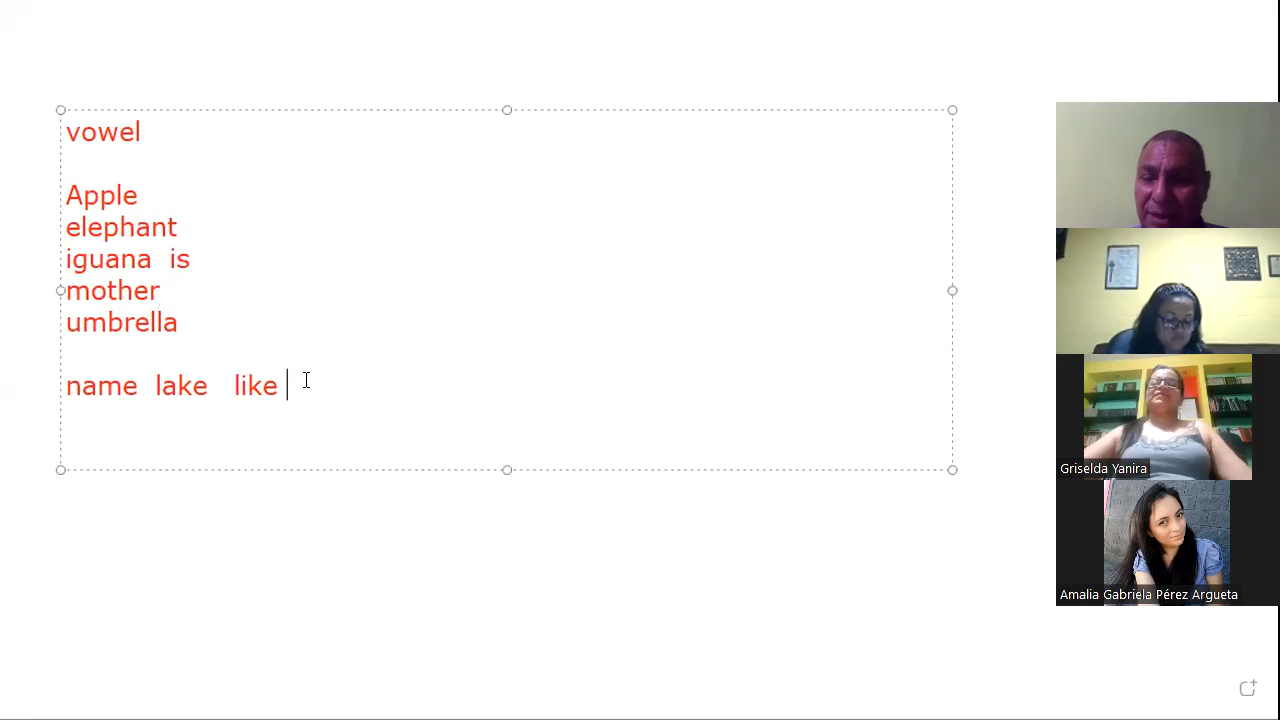 vowel
Apple
elephant
iguana is
mother
umbrella
name lake like
Griselda Yanira
Amalia Gabriela Pérez Argueta